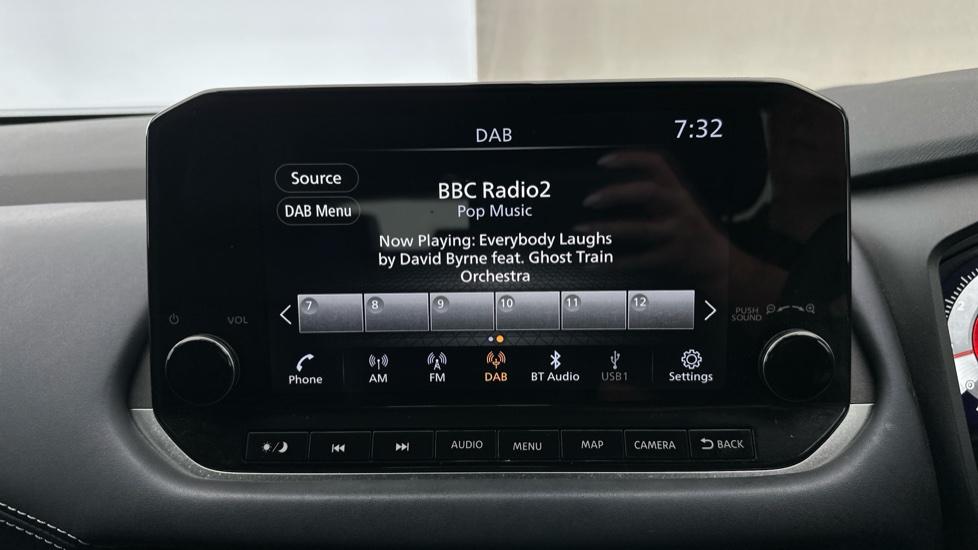 DAB
7:32
Source
BBC Radio2
DAB Menu
Pop Music
Now Playing: Everybody Laughs
by David Byrne feat. Ghost Train
Orchestra
7 8 9 10 11 12
VOL
PUSH
SOUND
Phone AM FM DAB BT Audio USB1 Settings
AUDIO MENU MAP CAMERA BACK